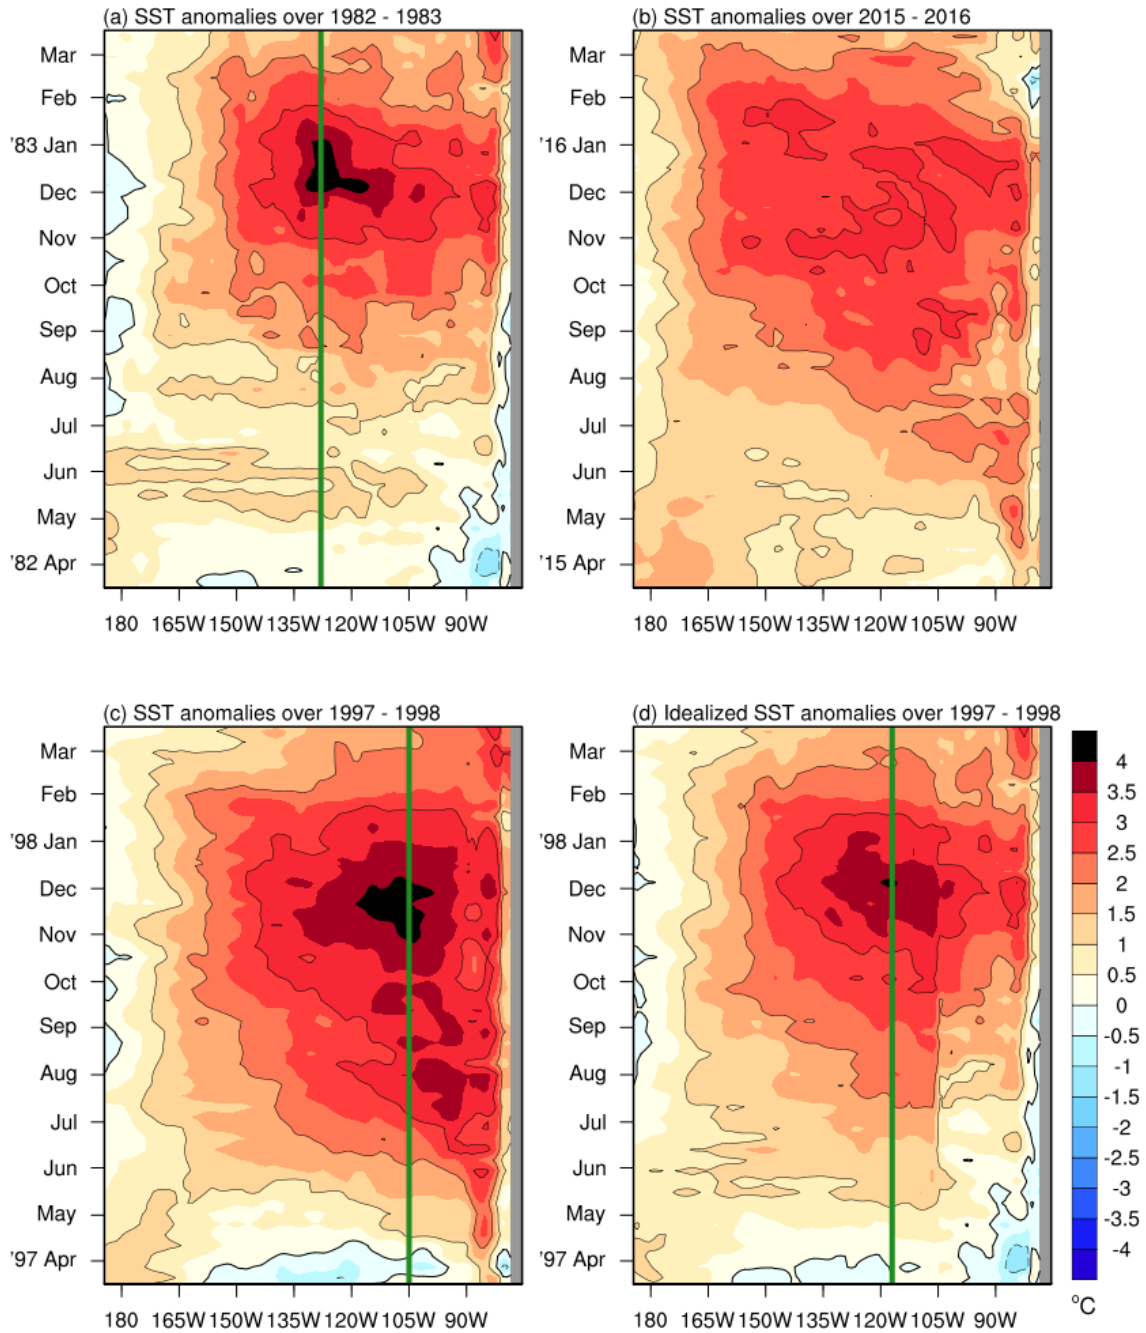 (a) SST anomalies over 1982 - 1983
Mar
Feb
'83 Jan
Dec
Nov
Oct
Sep
Aug
Jul
Jun
May
'82 Apr
180 165W 150W 135W 120W 105W 90W
(b) SST anomalies over 2015 - 2016
Mar
Feb
'16 Jan
Dec
Nov
Oct
Sep
Aug
Jul
Jun
May
'15 Apr
180 165W 150W 135W 120W 105W 90W
(c) SST anomalies over 1997 - 1998
Mar
Feb
'98 Jan
Dec
Nov
Oct
Sep
Aug
Jul
Jun
May
'97 Apr
180 165W 150W 135W 120W 105W 90W
(d) Idealized SST anomalies over 1997 - 1998
Mar
Feb
'98 Jan
Dec
Nov
Oct
Sep
Aug
Jul
Jun
May
'97 Apr
180 165W 150W 135W 120W 105W 90W
4
3.5
3
2.5
2
1.5
1
0.5
0
-0.5
-1
-1.5
-2
-2.5
-3
-3.5
-4
°C